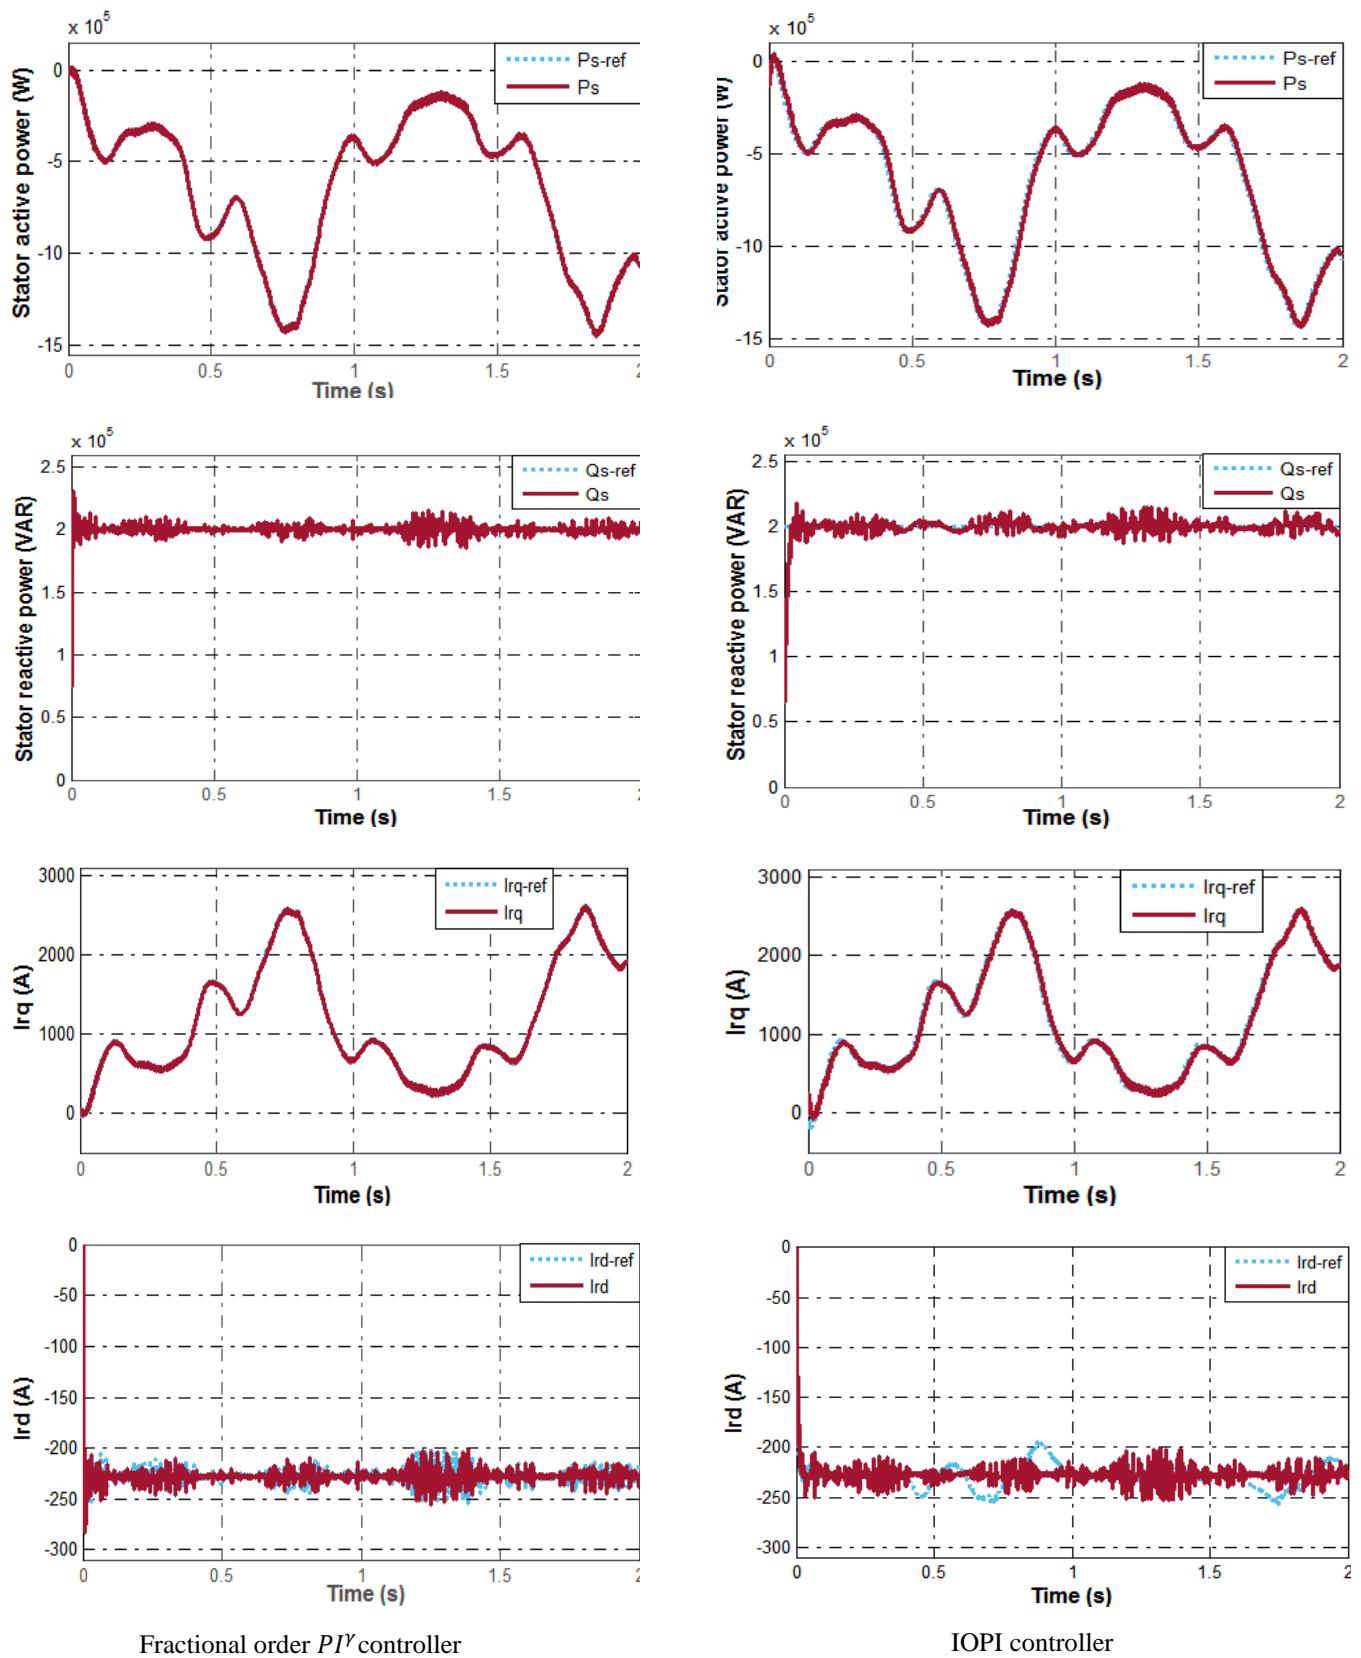 x 10^5
Stator active power (W)
0
-5
-10
-15
Ps-ref
Ps
0 0.5 1 1.5 2
Time (s)
x 10^5
Stator active power (W)
0
-5
-10
-15
Ps-ref
Ps
0 0.5 1 1.5 2
Time (s)
x 10^5
Stator reactive power (VAR)
2.5
2
1.5
1
0.5
0
Qs-ref
Qs
0 0.5 1 1.5 2
Time (s)
x 10^5
Stator reactive power (VAR)
2.5
2
1.5
1
0.5
0
Qs-ref
Qs
0 0.5 1 1.5 2
Time (s)
Irq (A)
3000
2000
1000
0
Irq-ref
Irq
0 0.5 1 1.5 2
Time (s)
Irq (A)
3000
2000
1000
0
Irq-ref
Irq
0 0.5 1 1.5 2
Time (s)
Ird (A)
0
-50
-100
-150
-200
-250
-300
Ird-ref
Ird
0 0.5 1 1.5 2
Time (s)
Ird (A)
0
-50
-100
-150
-200
-250
-300
Ird-ref
Ird
0 0.5 1 1.5 2
Time (s)
Fractional order PI^γ controller
IOPI controller